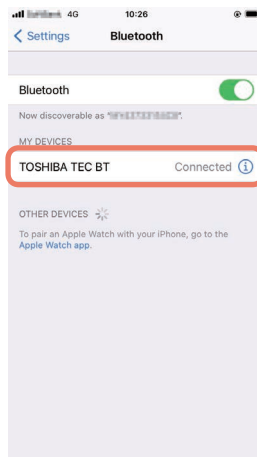 4G 10:26
Settings Bluetooth
Bluetooth
Now discoverable as "
MY DEVICES
TOSHIBA TEC BT Connected
OTHER DEVICES
To pair an Apple Watch with your iPhone, go to the
Apple Watch app.